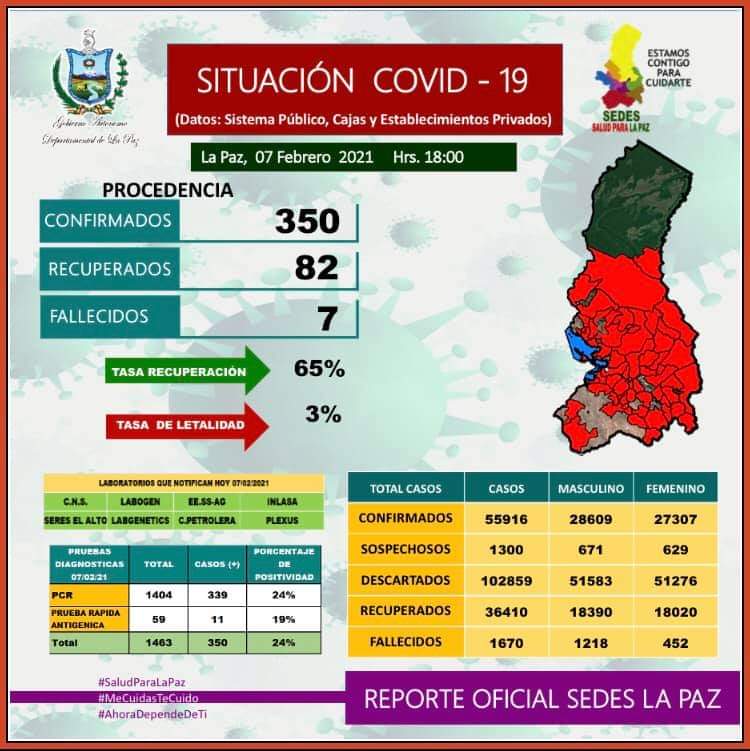 Gobierno Autónomo
Departamental de La Paz
SITUACIÓN COVID - 19
(Datos: Sistema Público, Cajas y Establecimientos Privados)
ESTAMOS
CONTIGO
PARA
CUIDARTE
SEDES
SALUD PARA LA PAZ
La Paz, 07 Febrero 2021 Hrs. 18:00
PROCEDENCIA
CONFIRMADOS 350
RECUPERADOS 82
FALLECIDOS 7
TASA RECUPERACIÓN 65%
TASA DE LETALIDAD 3%
LABORATORIOS QUE NOTIFICAN HOY 07/02/2021
C.N.S. LABOGEN EE.SS-AG INLASA
SERES EL ALTO LABGENETICS C.PETROLERA PLEXUS
PRUEBAS DIAGNOSTICAS 07/02/21 TOTAL CASOS (+) PORCENTAJE DE POSITIVIDAD
PCR 1404 339 24%
PRUEBA RAPIDA ANTIGENICA 59 11 19%
Total 1463 350 24%
TOTAL CASOS CASOS MASCULINO FEMENINO
CONFIRMADOS 55916 28609 27307
SOSPECHOSOS 1300 671 629
DESCARTADOS 102859 51583 51276
RECUPERADOS 36410 18390 18020
FALLECIDOS 1670 1218 452
#SaludParaLaPaz
#MeCuidasTeCuido
#AhoraDependeDeTi
REPORTE OFICIAL SEDES LA PAZ